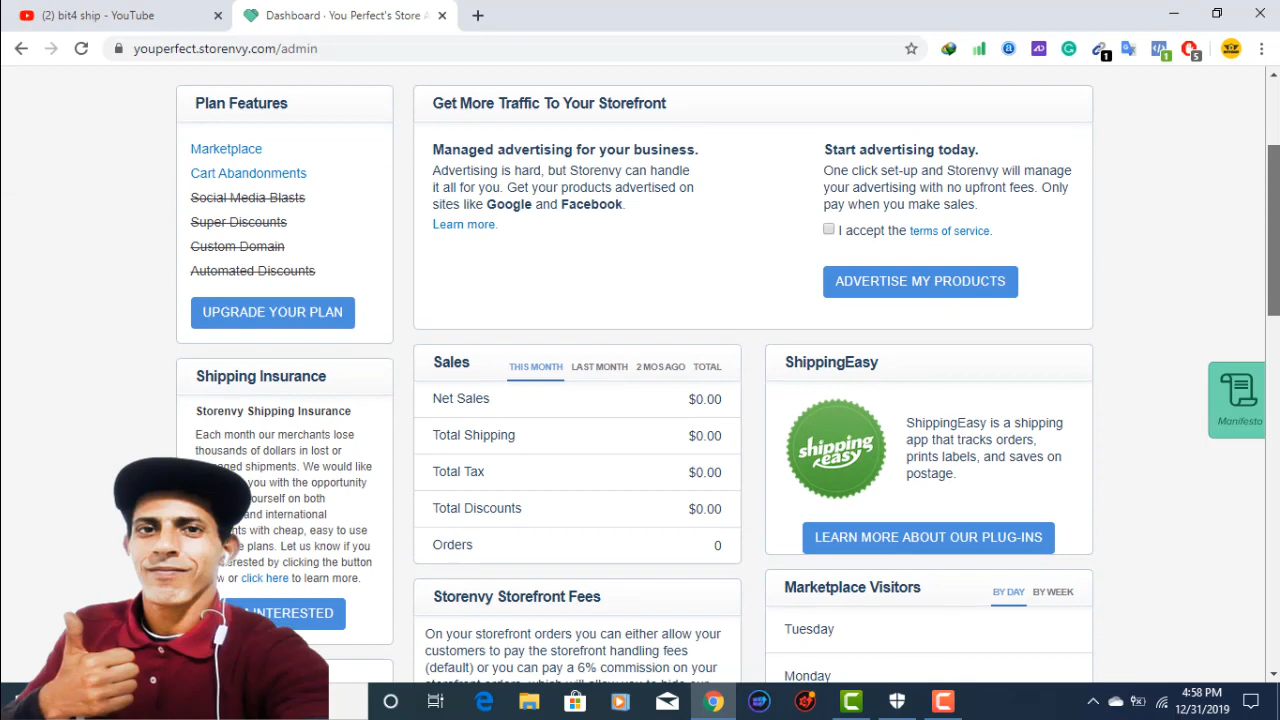 (2) bit4 ship - YouTube
Dashboard · You Perfect's Store A
youperfect.storenvy.com/admin
1
1
5
Plan Features
Marketplace
Cart Abandonments
Social Media Blasts
Super Discounts
Custom Domain
Automated Discounts
UPGRADE YOUR PLAN
Get More Traffic To Your Storefront
Managed advertising for your business.
Advertising is hard, but Storenvy can handle
it all for you. Get your products advertised on
sites like Google and Facebook.
Learn more.
Start advertising today.
One click set-up and Storenvy will manage
your advertising with no upfront fees. Only
pay when you make sales.
I accept the terms of service.
ADVERTISE MY PRODUCTS
Shipping Insurance
Storenvy Shipping Insurance
Each month our merchants lose
thousands of dollars in lost or
shipments. We would like
you with the opportunity
yourself on both
and international
with cheap, easy to use
plans. Let us know if you
by clicking the button
or click here to learn more.
INTERESTED
Sales
THIS MONTH LAST MONTH 2 MOS AGO TOTAL
Net Sales $0.00
Total Shipping $0.00
Total Tax $0.00
Total Discounts $0.00
Orders 0
Storenvy Storefront Fees
On your storefront orders you can either allow your
customers to pay the storefront handling fees
(default) or you can pay a 6% commission on your
ShippingEasy
shipping
easy
ShippingEasy is a shipping
app that tracks orders,
prints labels, and saves on
postage.
LEARN MORE ABOUT OUR PLUG-INS
Marketplace Visitors
BY DAY BY WEEK
Tuesday
Monday
Manifesto
4:58 PM
12/31/2019